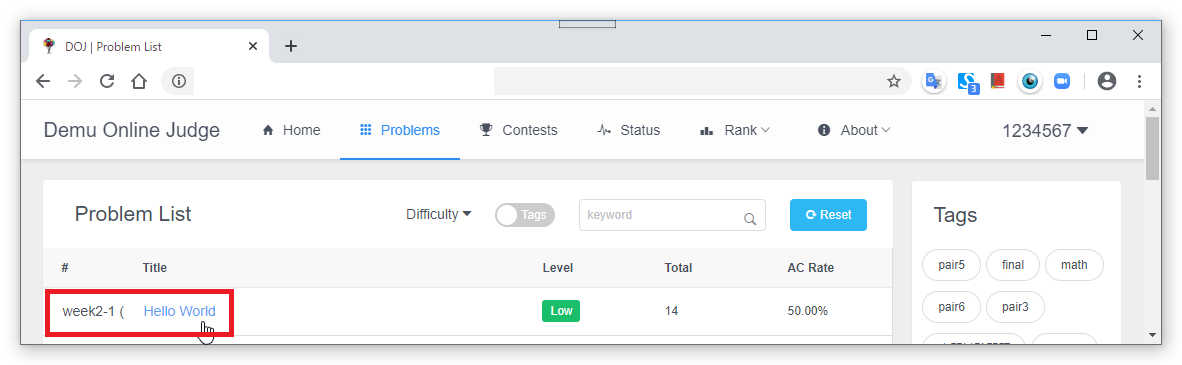 DOJ | Problem List
3
Demu Online Judge
Home
Problems
Contests
Status
Rank
About
1234567
Problem List
Difficulty
Tags
keyword
Reset
Tags
# Title Level Total AC Rate
pair5 final math
week2-1 ( Hello World Low 14 50.00%
pair6 pair3